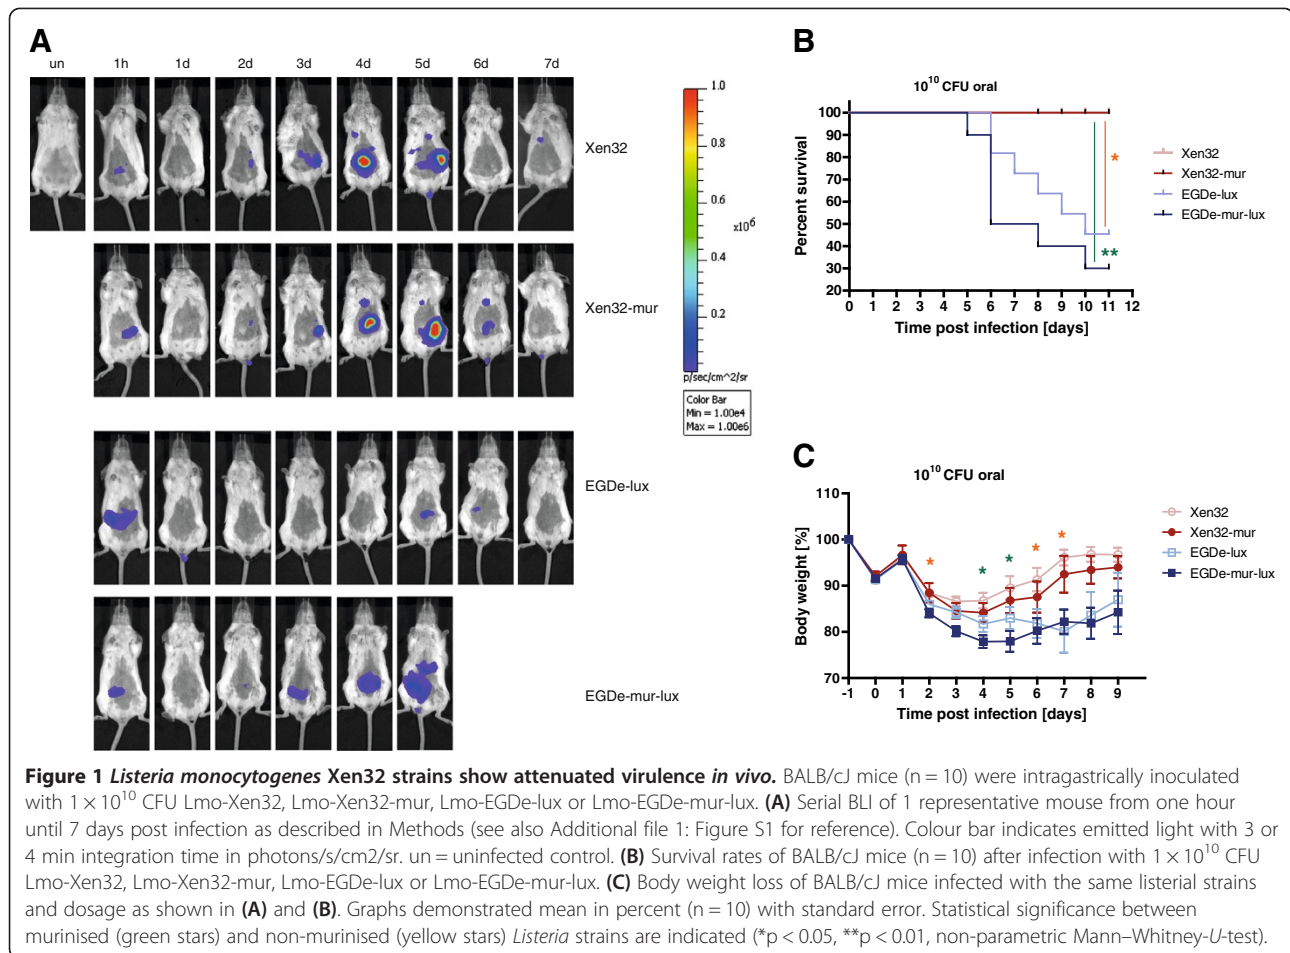 A
un 1h 1d 2d 3d 4d 5d 6d 7d
Xen32
Xen32-mur
EGDe-lux
EGDe-mur-lux
1.0
0.8
0.6
x10⁶
0.4
0.2
p/sec/cm^2/sr
Color Bar
Min = 1.00e4
Max = 1.00e6
B
10¹⁰ CFU oral
Percent survival
100
90
80
70
60
50
40
30
20
0 1 2 3 4 5 6 7 8 9 10 11 12
Time post infection [days]
*
**
Xen32
Xen32-mur
EGDe-lux
EGDe-mur-lux
C
10¹⁰ CFU oral
Body weight [%]
110
100
90
80
70
* * * * *
-1 0 1 2 3 4 5 6 7 8 9
Time post infection [days]
Xen32
Xen32-mur
EGDe-lux
EGDe-mur-lux
Figure 1 Listeria monocytogenes Xen32 strains show attenuated virulence in vivo. BALB/cJ mice (n = 10) were intragastrically inoculated
with 1 × 10¹⁰ CFU Lmo-Xen32, Lmo-Xen32-mur, Lmo-EGDe-lux or Lmo-EGDe-mur-lux. (A) Serial BLI of 1 representative mouse from one hour
until 7 days post infection as described in Methods (see also Additional file 1: Figure S1 for reference). Colour bar indicates emitted light with 3 or
4 min integration time in photons/s/cm2/sr. un = uninfected control. (B) Survival rates of BALB/cJ mice (n = 10) after infection with 1 × 10¹⁰ CFU
Lmo-Xen32, Lmo-Xen32-mur, Lmo-EGDe-lux or Lmo-EGDe-mur-lux. (C) Body weight loss of BALB/cJ mice infected with the same listerial strains
and dosage as shown in (A) and (B). Graphs demonstrated mean in percent (n = 10) with standard error. Statistical significance between
murinised (green stars) and non-murinised (yellow stars) Listeria strains are indicated (*p < 0.05, **p < 0.01, non-parametric Mann–Whitney-U-test).